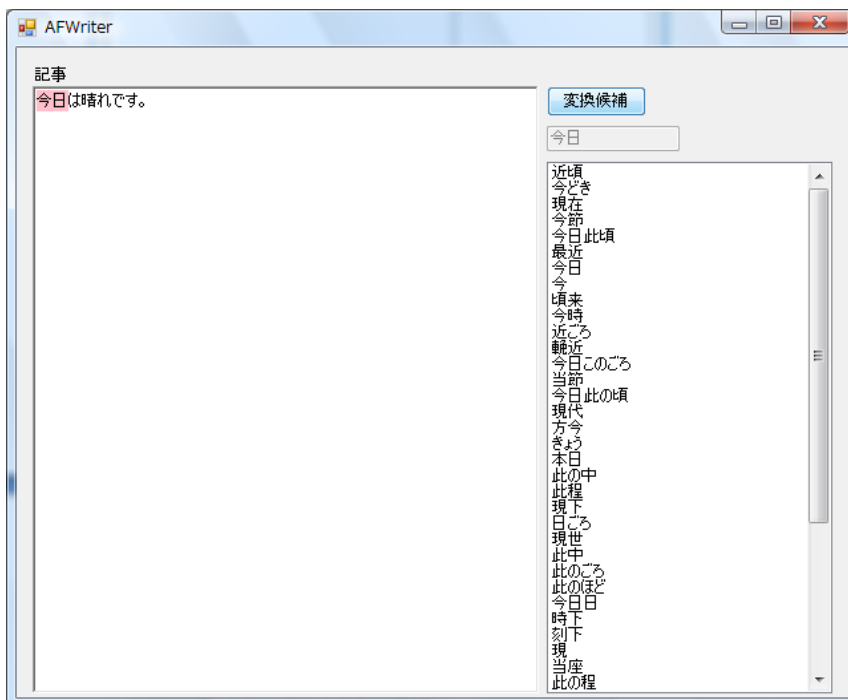 AFWriter
記事
今日は晴れです。
変換候補
今日
近頃
今どき
現在
今節
今日此頃
最近
今日
今
頃来
今時
近ごろ
輓近
今日このごろ
当節
今日此の頃
現代
方今
きょう
本日
此の中
此程
現下
日ごろ
現世
此中
此のごろ
此のほど
今日日
時下
刻下
現
当座
此の程